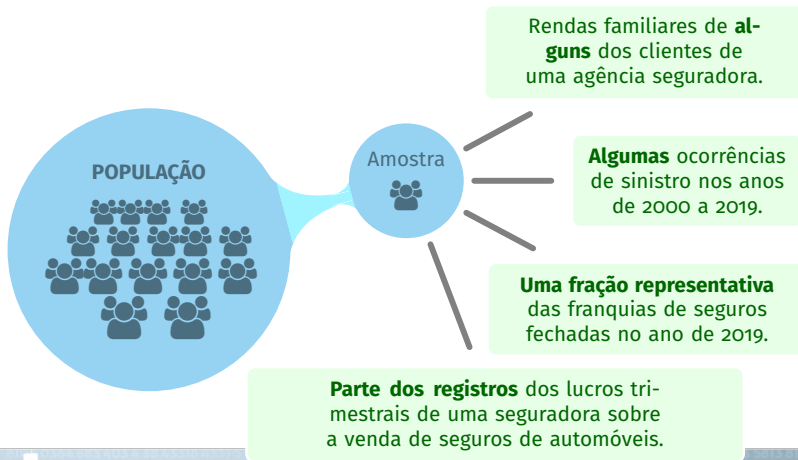 Rendas familiares de al-
guns dos clientes de
uma agência seguradora.
POPULAÇÃO
Amostra
Algumas ocorrências
de sinistro nos anos
de 2000 a 2019.
Uma fração representativa
das franquias de seguros
fechadas no ano de 2019.
Parte dos registros dos lucros tri-
mestrais de uma seguradora sobre
a venda de seguros de automóveis.